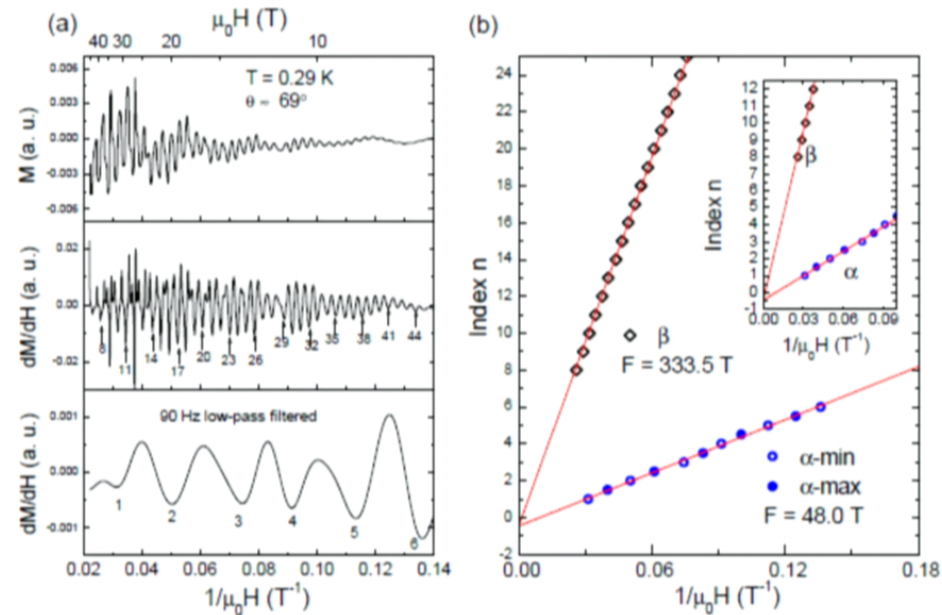 (a)
μ₀H (T)
40 30 20 10
0.006
0.003
0.000
-0.003
-0.006
M (a. u.)
T = 0.29 K
θ = 69°
0.02
0.00
-0.02
dM/dH (a. u.)
8 11 14 17 20 23 26 29 32 35 38 41 44
0.001
0.000
-0.001
dM/dH (a. u.)
90 Hz low-pass filtered
1 2 3 4 5 6
0.02 0.04 0.06 0.08 0.10 0.12 0.14
1/μ₀H (T⁻¹)
(b)
24
22
20
18
16
14
12
10
8
6
4
2
0
-2
Index n
β
F = 333.5 T
α-min
α-max
F = 48.0 T
0.00 0.06 0.12 0.18
1/μ₀H (T⁻¹)
12
11
10
9
8
7
6
5
4
3
2
1
0
-1
Index n
β
α
0.00 0.03 0.06 0.09
1/μ₀H (T⁻¹)